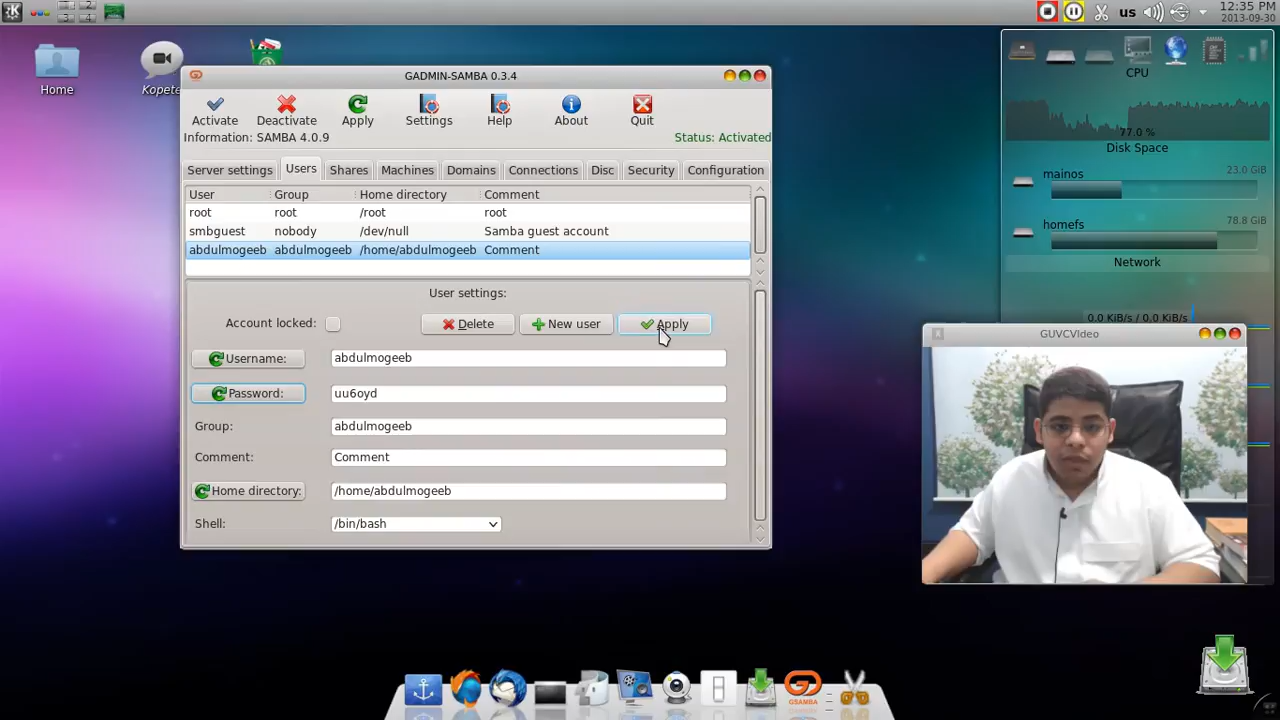 12:35 PM
us
2013-09-30
Home
Kopete
GADMIN-SAMBA 0.3.4
Activate
Deactivate
Apply
Settings
Help
About
Quit
Information: SAMBA 4.0.9
Status: Activated
Server settings
Users
Shares
Machines
Domains
Connections
Disc
Security
Configuration
User Group Home directory Comment
root root /root root
smbguest nobody /dev/null Samba guest account
abdulmogeeb abdulmogeeb /home/abdulmogeeb Comment
User settings:
Account locked:
Delete
New user
Apply
Username: abdulmogeeb
Password: uu6oyd
Group: abdulmogeeb
Comment: Comment
Home directory: /home/abdulmogeeb
Shell: /bin/bash
CPU
77.0 %
Disk Space
mainos 23.0 GiB
homefs 78.8 GiB
Network
0.0 KiB/s / 0.0 KiB/s
GUVCVideo
GSAMBA